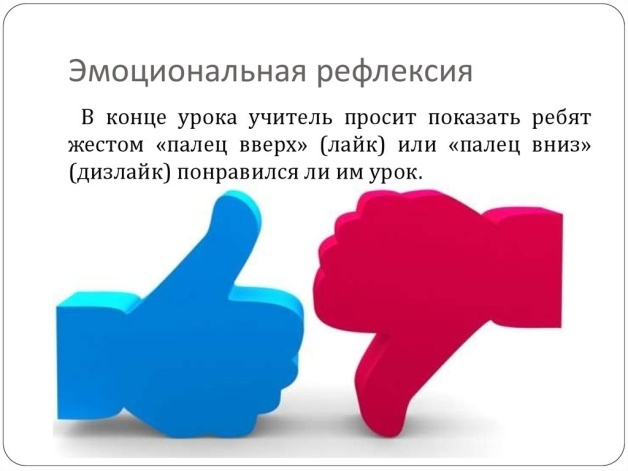 Эмоциональная рефлексия
В конце урока учитель просит показать ребят
жестом «палец вверх» (лайк) или «палец вниз»
(дизлайк) понравился ли им урок.